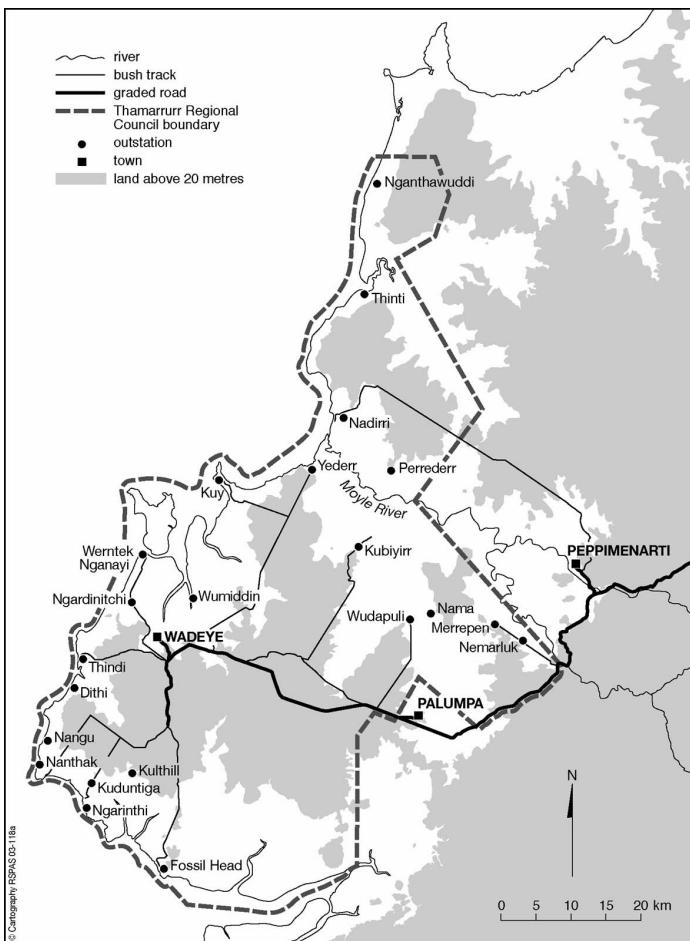 river
bush track
graded road
Thamarrurr Regional
Council boundary
outstation
town
land above 20 metres
Nganthawuddi
Thinti
Nadirri
Yederr
Perrederr
Kuy
Moyle River
Werntek
Nganayi
Kubiyirr
PEPPIMENARTI
Ngardinitchi
Wumiddin
Wudapuli
Nama
Merrepen
Nemarluk
WADEYE
Thindi
Dithi
PALUMPA
Nangu
Nanthak
Kulthill
Kuduntiga
Ngarinthi
Fossil Head
N
0 5 10 15 20 km
© Cartography RSPAS 03-118a